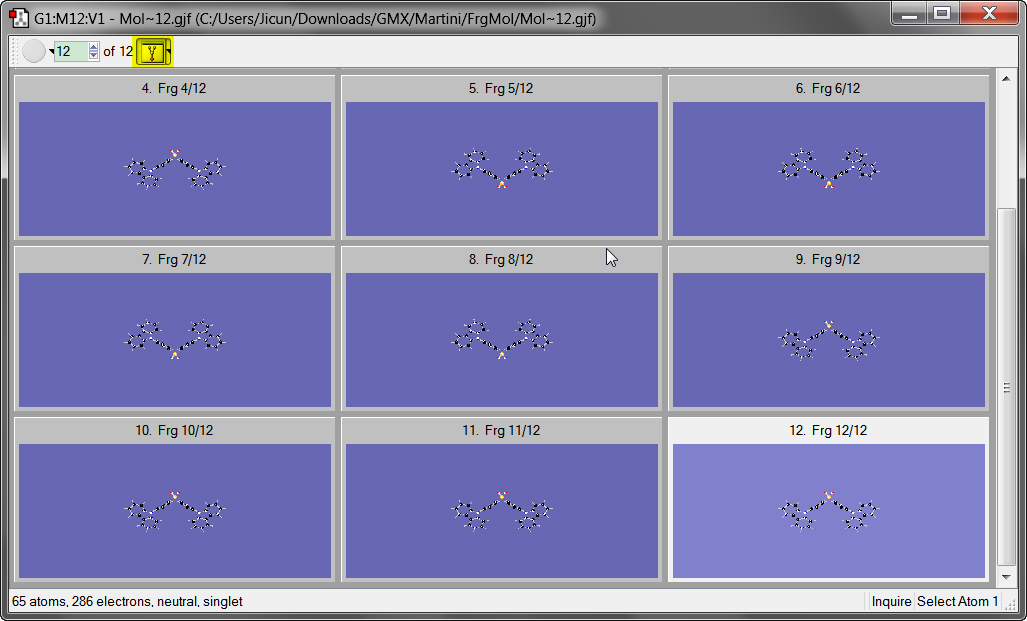 G1:M12:V1 - Mol~12.gjf (C:/Users/Jicun/Downloads/GMX/Martini/FrgMol/Mol~12.gjf)
12 of 12
4. Frg 4/12
5. Frg 5/12
6. Frg 6/12
7. Frg 7/12
8. Frg 8/12
9. Frg 9/12
10. Frg 10/12
11. Frg 11/12
12. Frg 12/12
65 atoms, 286 electrons, neutral, singlet
Inquire Select Atom 1